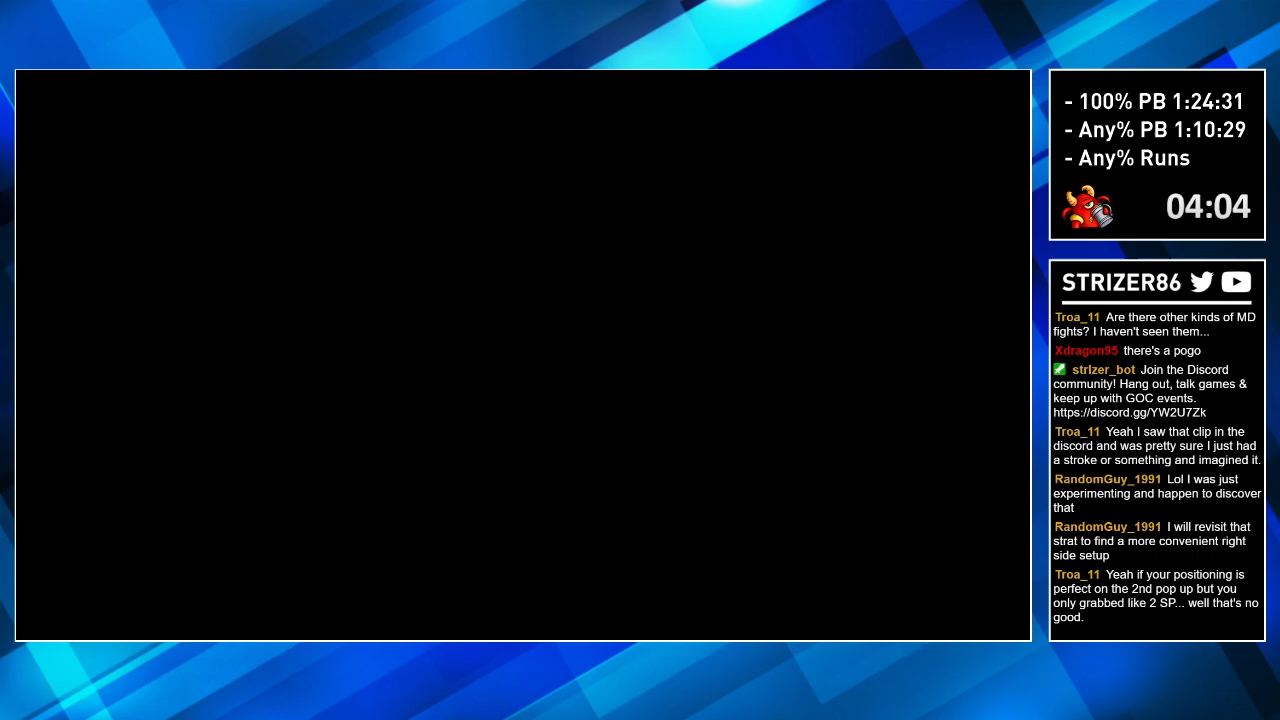 - 100% PB 1:24:31
- Any% PB 1:10:29
- Any% Runs
04:04
STRIZER86
Troa_11 Are there other kinds of MD
fights? I haven't seen them...
Xdragon95 there's a pogo
strIzer_bot Join the Discord
community! Hang out, talk games &
keep up with GOC events.
https://discord.gg/YW2U7Zk
Troa_11 Yeah I saw that clip in the
discord and was pretty sure I just had
a stroke or something and imagined it.
RandomGuy_1991 Lol I was just
experimenting and happen to discover
that
RandomGuy_1991 I will revisit that
strat to find a more convenient right
side setup
Troa_11 Yeah if your positioning is
perfect on the 2nd pop up but you
only grabbed like 2 SP... well that's no
good.